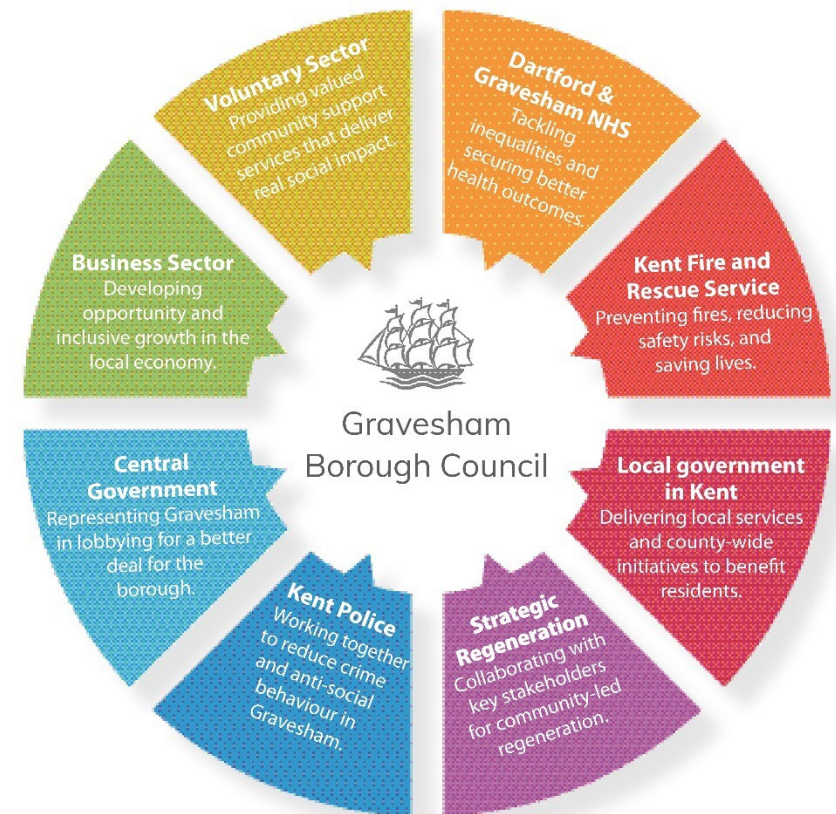 Voluntary Sector
Providing valued
community support
services that deliver
real social impact.
Dartford &
Gravesham NHS
Tackling
inequalities and
securing better
health outcomes.
Kent Fire and
Rescue Service
Preventing fires, reducing
safety risks, and
saving lives.
Local government
in Kent
Delivering local services
and county-wide
initiatives to benefit
residents.
Strategic
Regeneration
Collaborating with
key stakeholders
for community-led
regeneration.
Kent Police
Working together
to reduce crime
and anti-social
behaviour in
Gravesham.
Central
Government
Representing Gravesham
in lobbying for a better
deal for the
borough.
Business Sector
Developing
opportunity and
inclusive growth in the
local economy.
Gravesham
Borough Council